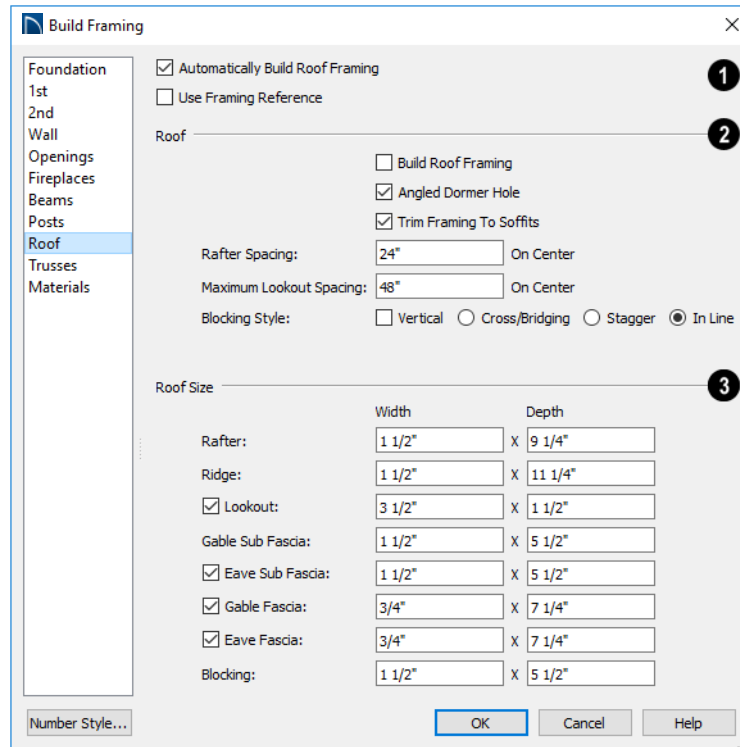 Build Framing
Foundation
1st
2nd
Wall
Openings
Fireplaces
Beams
Posts
Roof
Trusses
Materials
Automatically Build Roof Framing
1
Use Framing Reference
Roof
2
Build Roof Framing
Angled Dormer Hole
Trim Framing To Soffits
Rafter Spacing: 24" On Center
Maximum Lookout Spacing: 48" On Center
Blocking Style: Vertical Cross/Bridging Stagger In Line
Roof Size
3
Width Depth
Rafter: 1 1/2" X 9 1/4"
Ridge: 1 1/2" X 11 1/4"
Lookout: 3 1/2" X 1 1/2"
Gable Sub Fascia: 1 1/2" X 5 1/2"
Eave Sub Fascia: 1 1/2" X 5 1/2"
Gable Fascia: 3/4" X 7 1/4"
Eave Fascia: 3/4" X 7 1/4"
Blocking: 1 1/2" X 5 1/2"
Number Style... OK Cancel Help